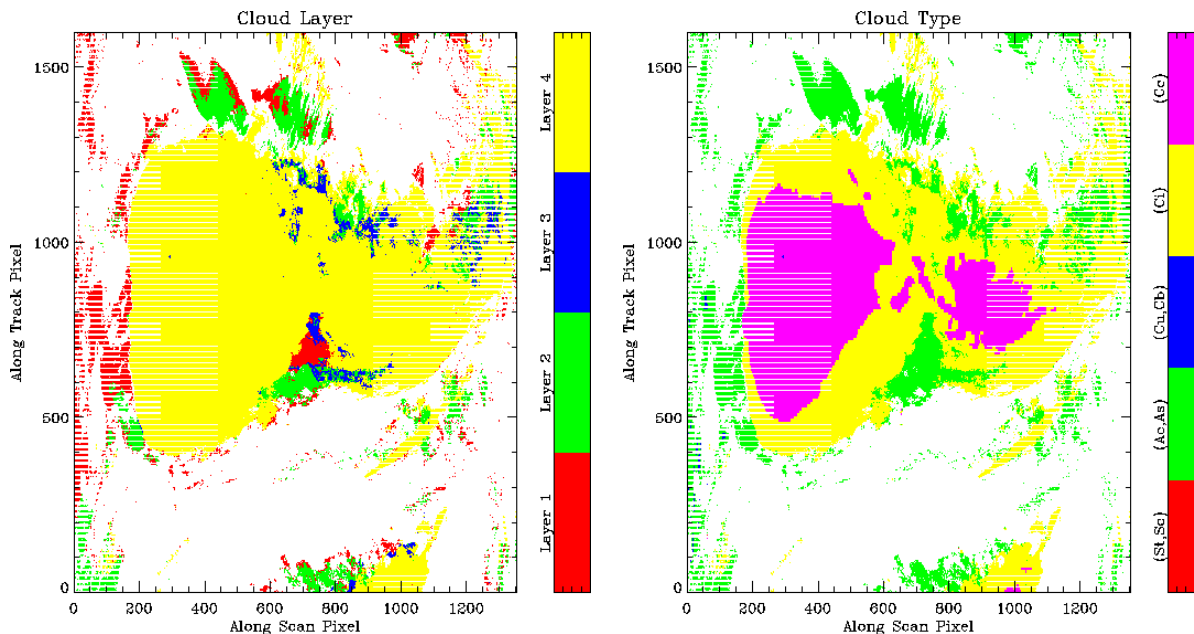 Cloud Layer
1500
1000
500
0
0 200 400 600 800 1000 1200
Along Track Pixel
Along Scan Pixel
Layer 4
Layer 3
Layer 2
Layer 1
Cloud Type
1500
1000
500
0
0 200 400 600 800 1000 1200
Along Track Pixel
Along Scan Pixel
(Cc)
(Ci)
(Cu,Cb)
(Ac,As)
(St,Sc)